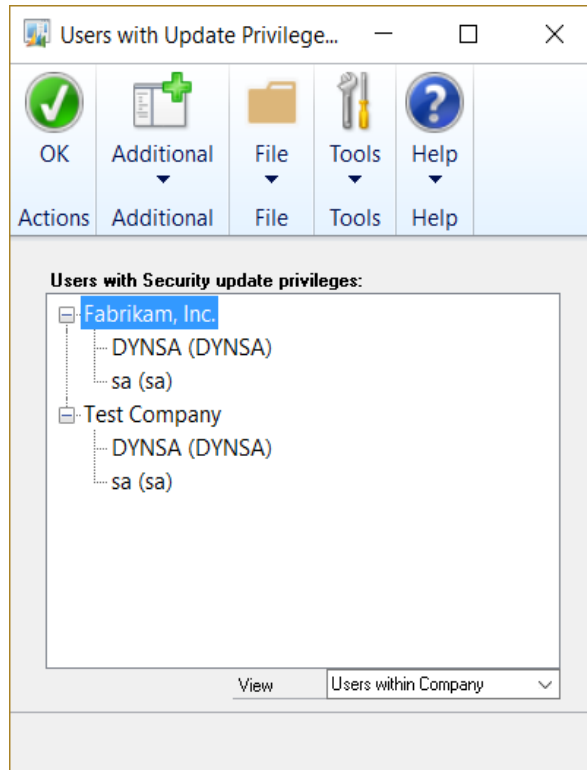 Users with Update Privilege...
OK Additional File Tools Help
Actions Additional File Tools Help
Users with Security update privileges:
Fabrikam, Inc.
DYNSA (DYNSA)
sa (sa)
Test Company
DYNSA (DYNSA)
sa (sa)
View Users within Company